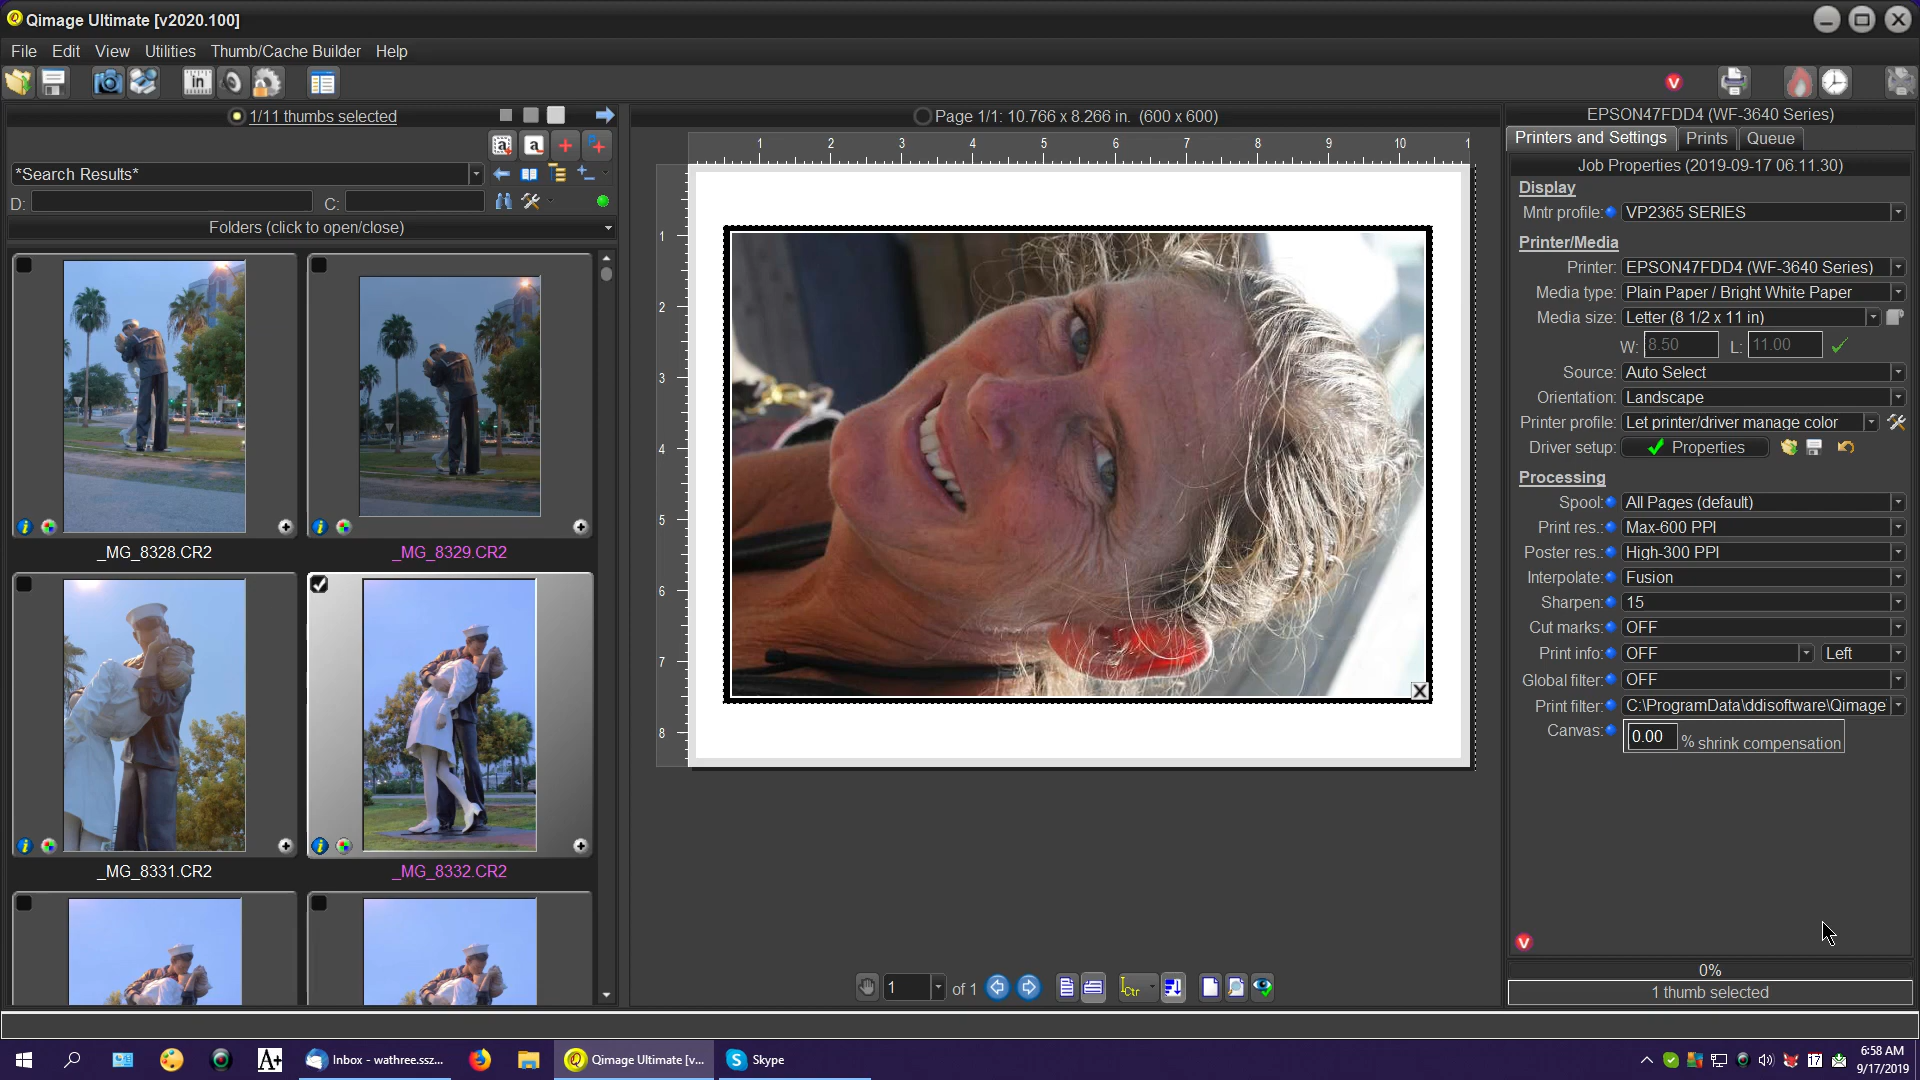 Qimage Ultimate [v2020.100]
File Edit View Utilities Thumb/Cache Builder Help
in
1/11 thumbs selected
*Search Results*
D: C:
Folders (click to open/close)
_MG_8328.CR2 _MG_8329.CR2
_MG_8331.CR2 _MG_8332.CR2
Page 1/1: 10.766 x 8.266 in. (600 x 600)
1 2 3 4 5 6 7 8 9 10 1
1
2
3
4
5
6
7
8
1 of 1 Ctr
V
EPSON47FDD4 (WF-3640 Series)
Printers and Settings Prints Queue
Job Properties (2019-09-17 06.11.30)
Display
Mntr profile: VP2365 SERIES
Printer/Media
Printer: EPSON47FDD4 (WF-3640 Series)
Media type: Plain Paper / Bright White Paper
Media size: Letter (8 1/2 x 11 in)
W: 8.50 L: 11.00
Source: Auto Select
Orientation: Landscape
Printer profile: Let printer/driver manage color
Driver setup: Properties
Processing
Spool: All Pages (default)
Print res.: Max-600 PPI
Poster res.: High-300 PPI
Interpolate: Fusion
Sharpen: 15
Cut marks: OFF
Print info: OFF Left
Global filter: OFF
Print filter: C:\ProgramData\ddisoftware\Qimage
Canvas: 0.00 % shrink compensation
V
0%
1 thumb selected
A+ Inbox - wathree.ssz... Qimage Ultimate [v... Skype
17 6:58 AM
9/17/2019